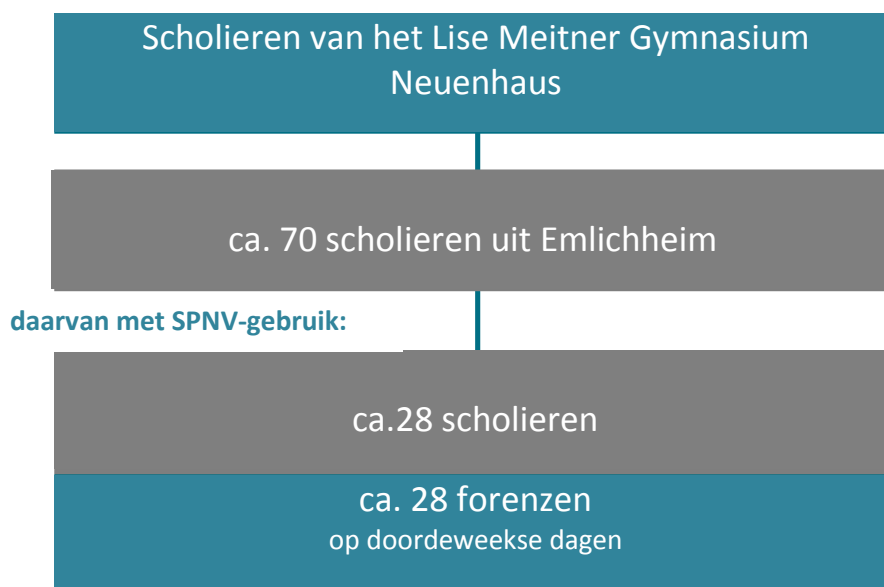 Scholieren van het Lise Meitner Gymnasium
Neuenhaus
ca. 70 scholieren uit Emlichheim
daarvan met SPNV-gebruik:
ca.28 scholieren
ca. 28 forenzen
op doordeweekse dagen